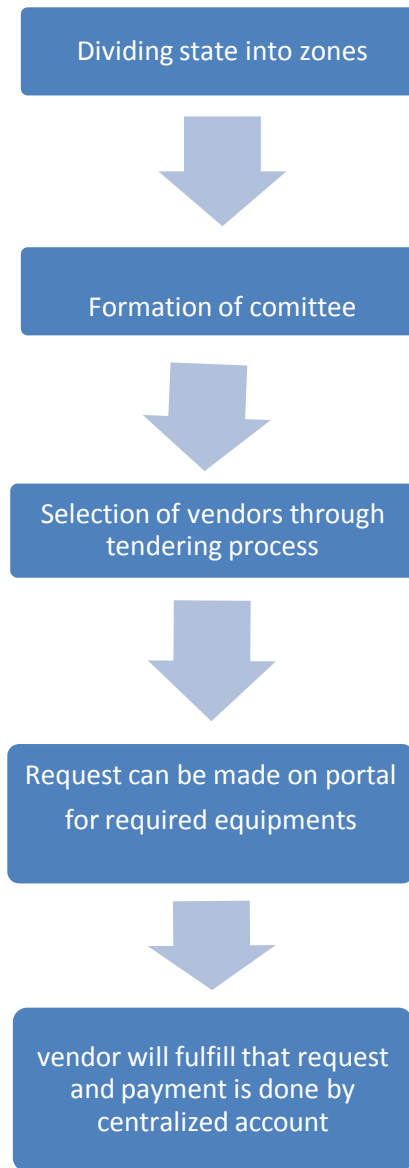 Dividing state into zones
Formation of comittee
Selection of vendors through
tendering process
Request can be made on portal
for required equipments
vendor will fulfill that request
and payment is done by
centralized account